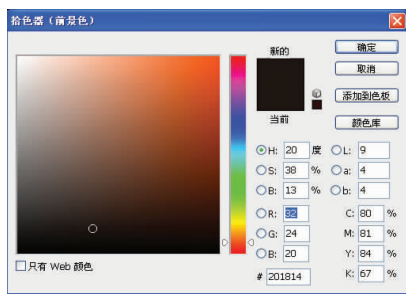 拾色器（前景色）
新的
当前
确定
取消
添加到色板
颜色库
H: 20 度
S: 38 %
B: 13 %
R: 32
G: 24
B: 20
# 201814
L: 9
a: 4
b: 4
C: 80 %
M: 81 %
Y: 84 %
K: 67 %
只有 Web 颜色